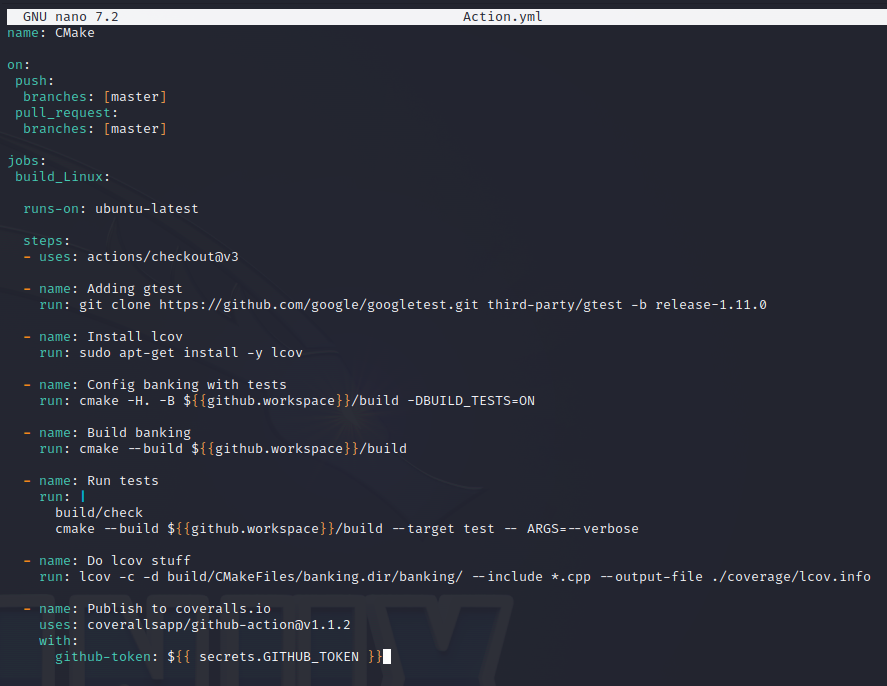 GNU nano 7.2 Action.yml
name: CMake
on:
push:
branches: [master]
pull_request:
branches: [master]
jobs:
build_Linux:
runs-on: ubuntu-latest
steps:
- uses: actions/checkout@v3
- name: Adding gtest
run: git clone https://github.com/google/googletest.git third-party/gtest -b release-1.11.0
- name: Install lcov
run: sudo apt-get install -y lcov
- name: Config banking with tests
run: cmake -H. -B ${{github.workspace}}/build -DBUILD_TESTS=ON
- name: Build banking
run: cmake --build ${{github.workspace}}/build
- name: Run tests
run: |
build/check
cmake --build ${{github.workspace}}/build --target test -- ARGS=--verbose
- name: Do lcov stuff
run: lcov -c -d build/CMakeFiles/banking.dir/banking/ --include *.cpp --output-file ./coverage/lcov.info
- name: Publish to coveralls.io
uses: coverallsapp/github-action@v1.1.2
with:
github-token: ${{ secrets.GITHUB_TOKEN }}